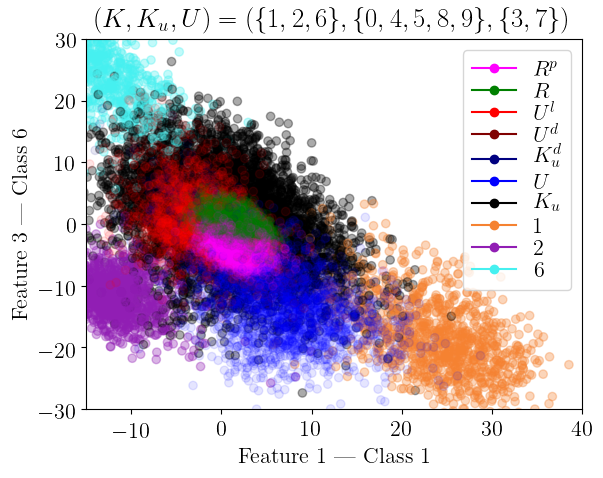 (K, K_u, U) = ({1, 2, 6}, {0, 4, 5, 8, 9}, {3, 7})
30
20
10
0
−10
−20
−30
Feature 3 — Class 6
R^p
R
U^l
U^d
K_u^d
U
K_u
1
2
6
−10
0
10
20
30
40
Feature 1 — Class 1